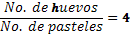 No. de huevos
No. de pasteles = 4